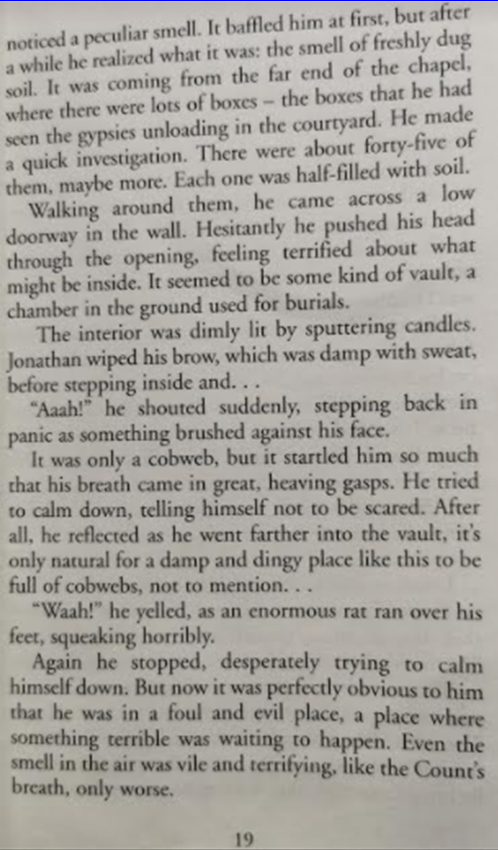 noticed a peculiar smell. It baffled him at first, but after
a while he realized what it was: the smell of freshly dug
soil. It was coming from the far end of the chapel,
where there were lots of boxes – the boxes that he had
seen the gypsies unloading in the courtyard. He made
a quick investigation. There were about forty-five of
them, maybe more. Each one was half-filled with soil.
Walking around them, he came across a low
doorway in the wall. Hesitantly he pushed his head
through the opening, feeling terrified about what
might be inside. It seemed to be some kind of vault, a
chamber in the ground used for burials.
The interior was dimly lit by sputtering candles.
Jonathan wiped his brow, which was damp with sweat,
before stepping inside and. . .
“Aaah!” he shouted suddenly, stepping back in
panic as something brushed against his face.
It was only a cobweb, but it startled him so much
that his breath came in great, heaving gasps. He tried
to calm down, telling himself not to be scared. After
all, he reflected as he went farther into the vault, it’s
only natural for a damp and dingy place like this to be
full of cobwebs, not to mention. . .
“Waah!” he yelled, as an enormous rat ran over his
feet, squeaking horribly.
Again he stopped, desperately trying to calm
himself down. But now it was perfectly obvious to him
that he was in a foul and evil place, a place where
something terrible was waiting to happen. Even the
smell in the air was vile and terrifying, like the Count’s
breath, only worse.
19